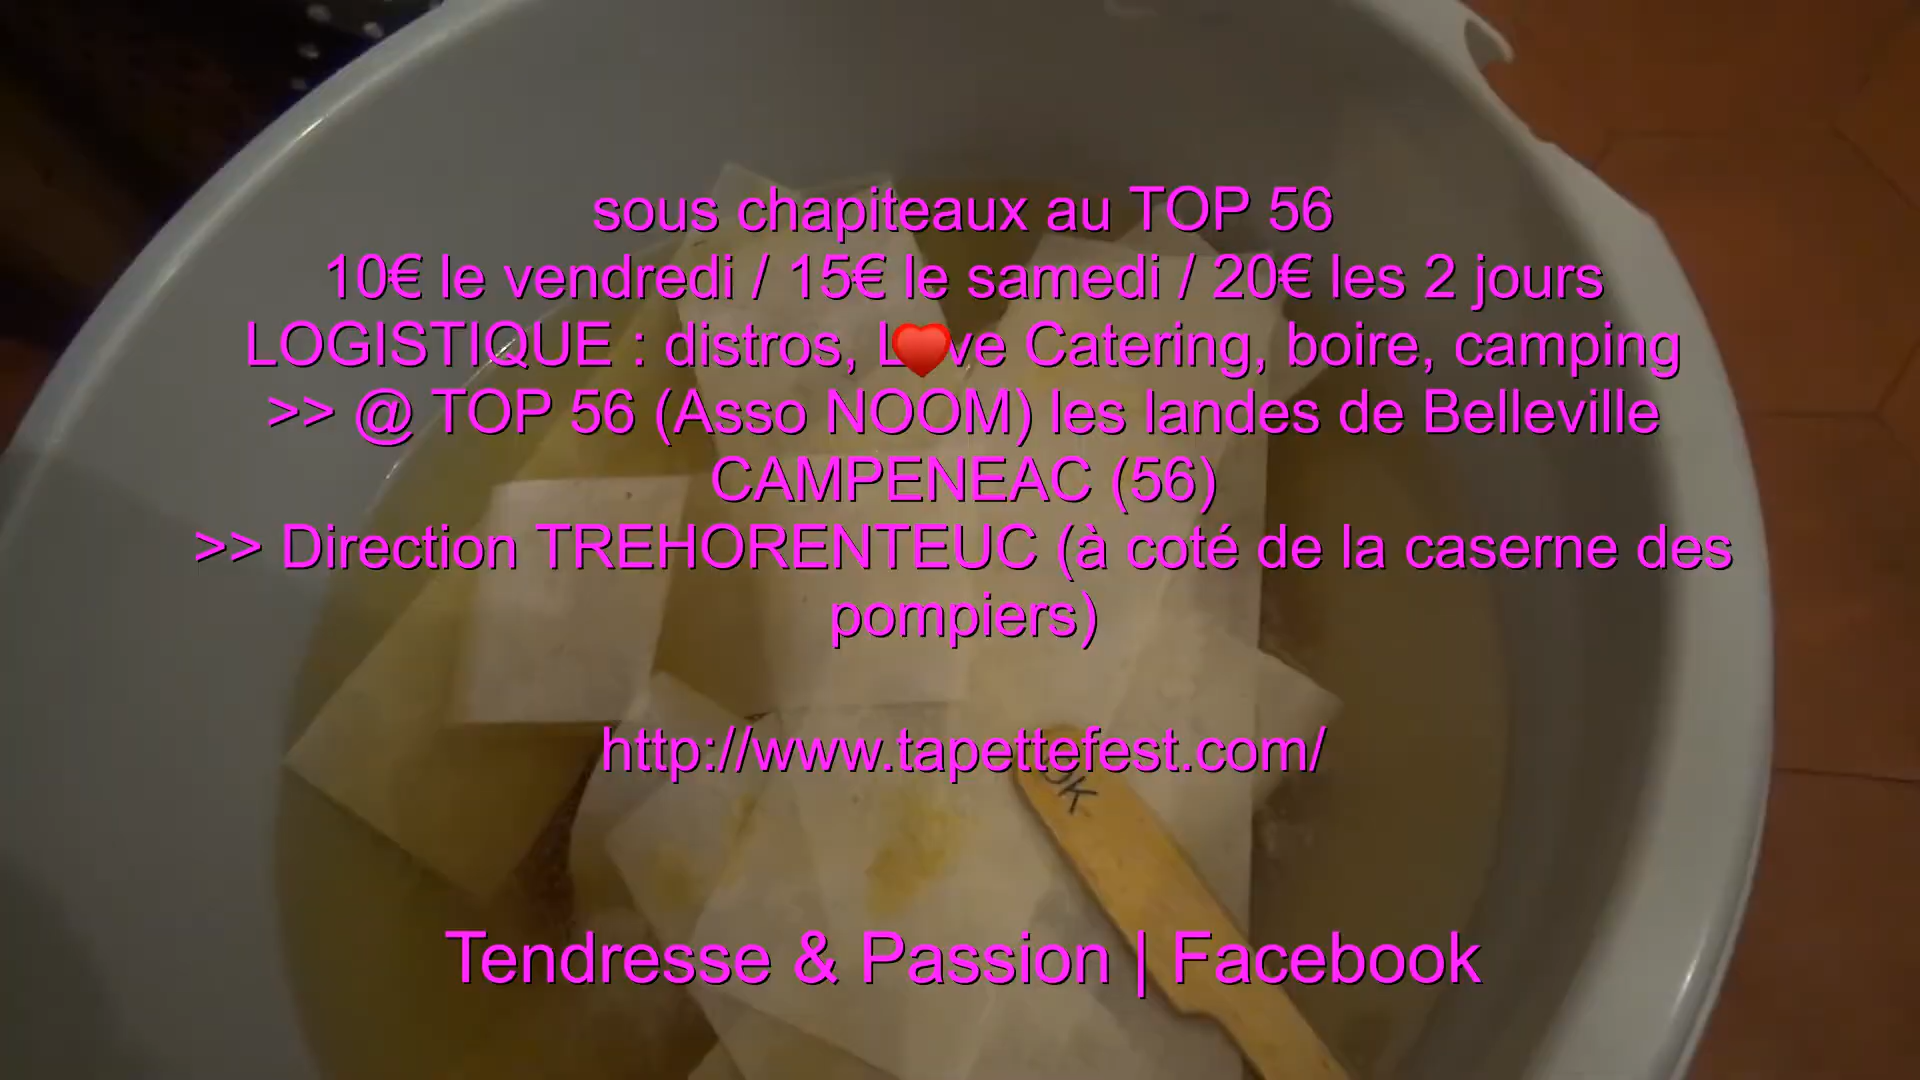 sous chapiteaux au TOP 56
10€ le vendredi / 15€ le samedi / 20€ les 2 jours
LOGISTIQUE : distros, L❤️ve Catering, boire, camping
>> @ TOP 56 (Asso NOOM) les landes de Belleville
CAMPENEAC (56)
>> Direction TREHORENTEUC (à coté de la caserne des
pompiers)
http://www.tapettefest.com/
OK
Tendresse & Passion | Facebook